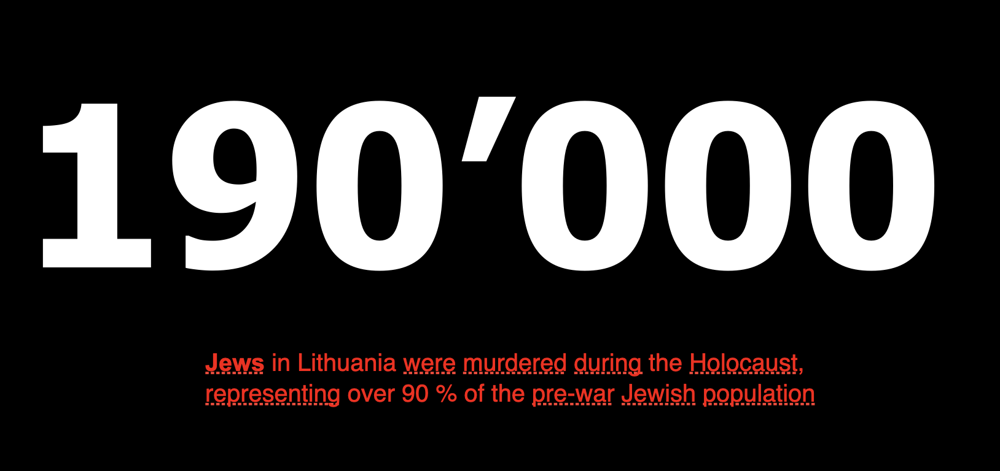 190’000
Jews in Lithuania were murdered during the Holocaust,
representing over 90 % of the pre-war Jewish population